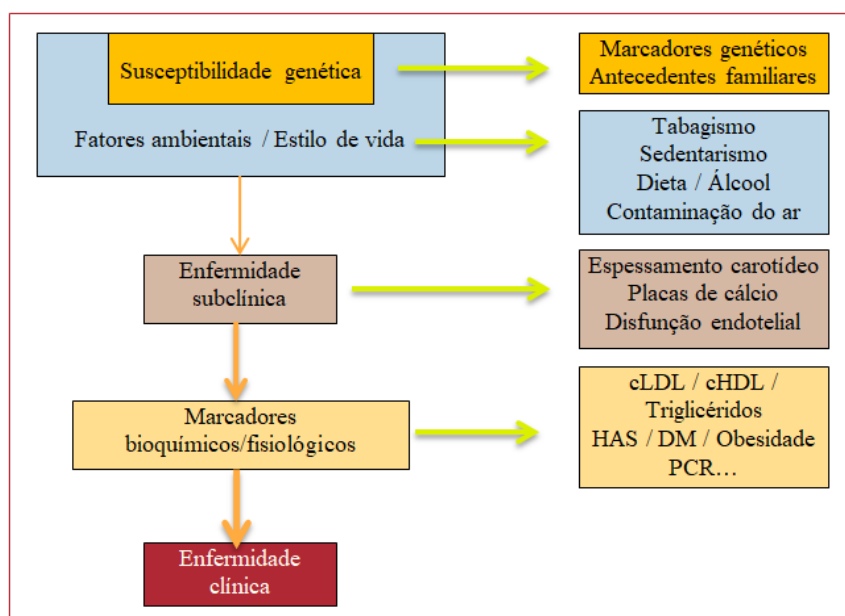 Susceptibilidade genética
Marcadores genéticos
Antecedentes familiares
Fatores ambientais / Estilo de vida
Tabagismo
Sedentarismo
Dieta / Álcool
Contaminação do ar
Enfermidade
subclínica
Espessamento carotídeo
Placas de cálcio
Disfunção endotelial
Marcadores
bioquímicos/fisiológicos
cLDL / cHDL /
Triglicéridos
HAS / DM / Obesidade
PCR…
Enfermidade
clínica